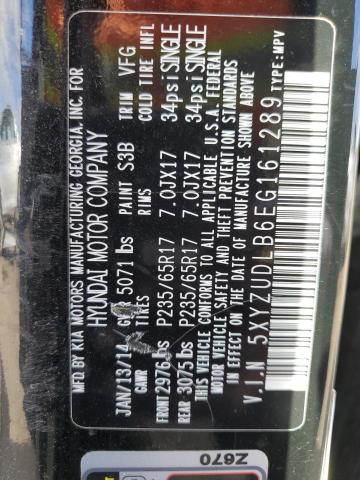 MFD BY KIA MOTORS MANUFACTURING GEORGIA, INC. FOR
HYUNDAI MOTOR COMPANY
JAN/13/14 GVWR 5071 lbs PAINT S3B TRIM VFG
GAWR TIRES RIMS COLD TIRE INFL
FRONT 2976 lbs P235/65R17 7.0JX17 34psi SINGLE
REAR 3075 lbs P235/65R17 7.0JX17 34psi SINGLE
THIS VEHICLE CONFORMS TO ALL APPLICABLE U.S.A. FEDERAL
MOTOR VEHICLE, SAFETY AND THEFT PREVENTION
STANDARDS IN EFFECT ON THE DATE OF MANUFACTURE SHOWN ABOVE
V.I.N 5XYZUDLB6EG161289 TYPE:MPV
Z670